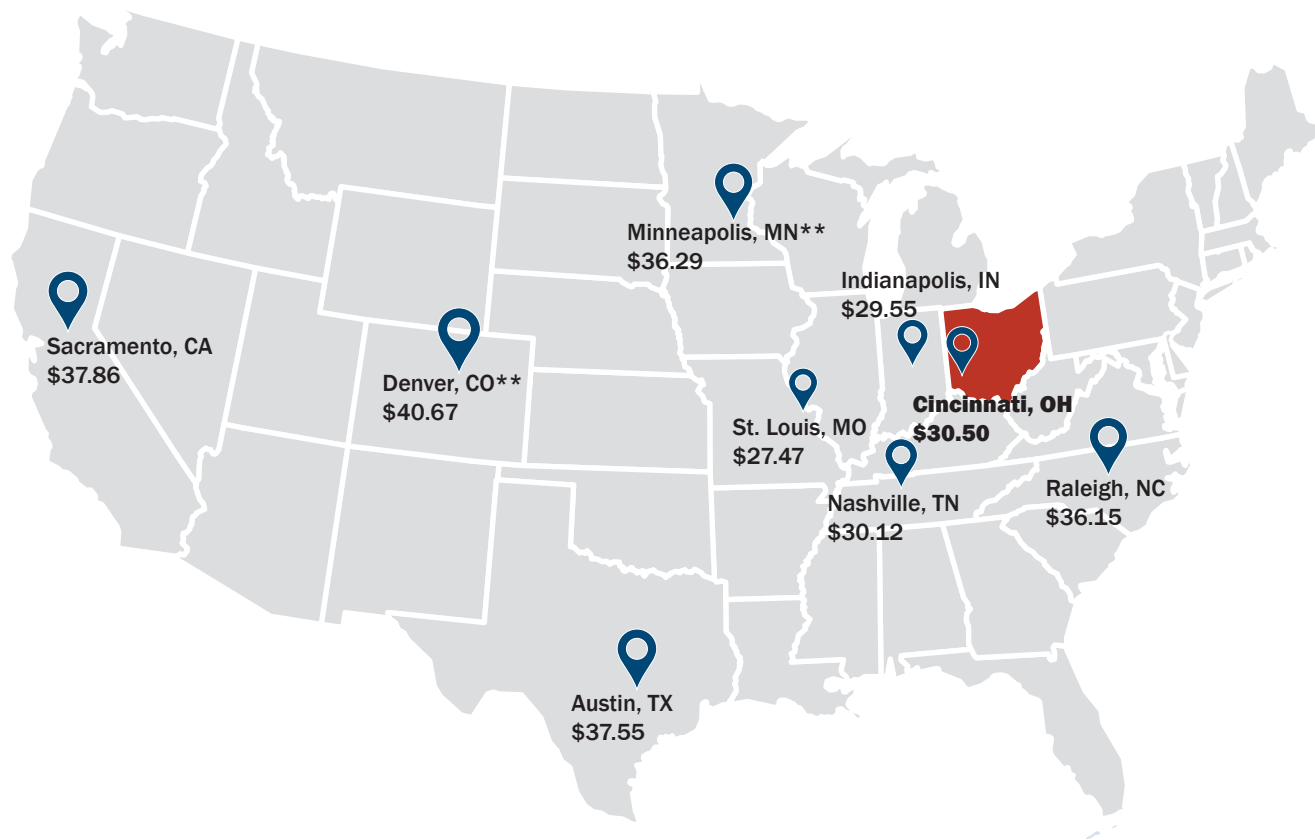 Minneapolis, MN**
$36.29
Indianapolis, IN
$29.55
Sacramento, CA
$37.86
Denver, CO**
$40.67
Cincinnati, OH
$30.50
St. Louis, MO
$27.47
Nashville, TN
$30.12
Raleigh, NC
$36.15
Austin, TX
$37.55